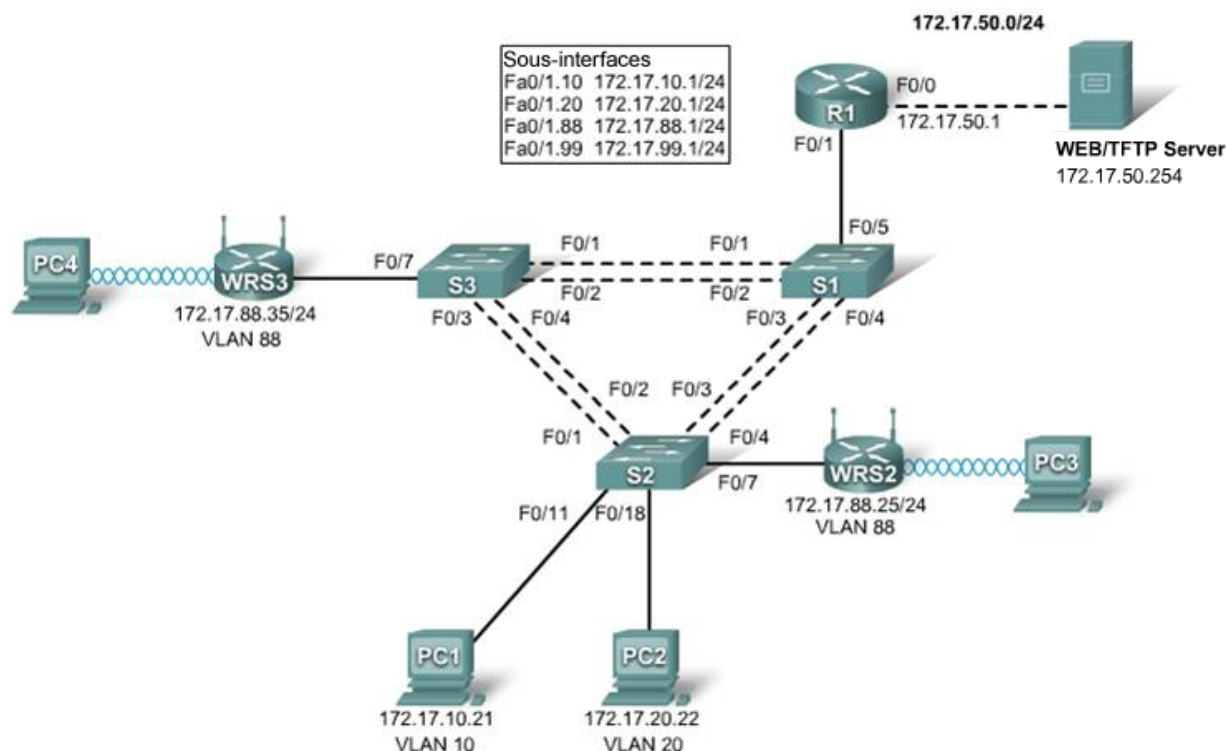 172.17.50.0/24
Sous-interfaces
Fa0/1.10 172.17.10.1/24
Fa0/1.20 172.17.20.1/24
Fa0/1.88 172.17.88.1/24
Fa0/1.99 172.17.99.1/24
R1
F0/0
172.17.50.1
F0/1
WEB/TFTP Server
172.17.50.254
F0/5
PC4
WRS3
172.17.88.35/24
VLAN 88
F0/7
S3
F0/1
F0/1
F0/2
F0/2
S1
F0/3
F0/4
F0/3
F0/4
F0/2
F0/3
F0/1
F0/4
S2
F0/7
WRS2
PC3
172.17.88.25/24
VLAN 88
F0/11
F0/18
PC1
PC2
172.17.10.21
VLAN 10
172.17.20.22
VLAN 20